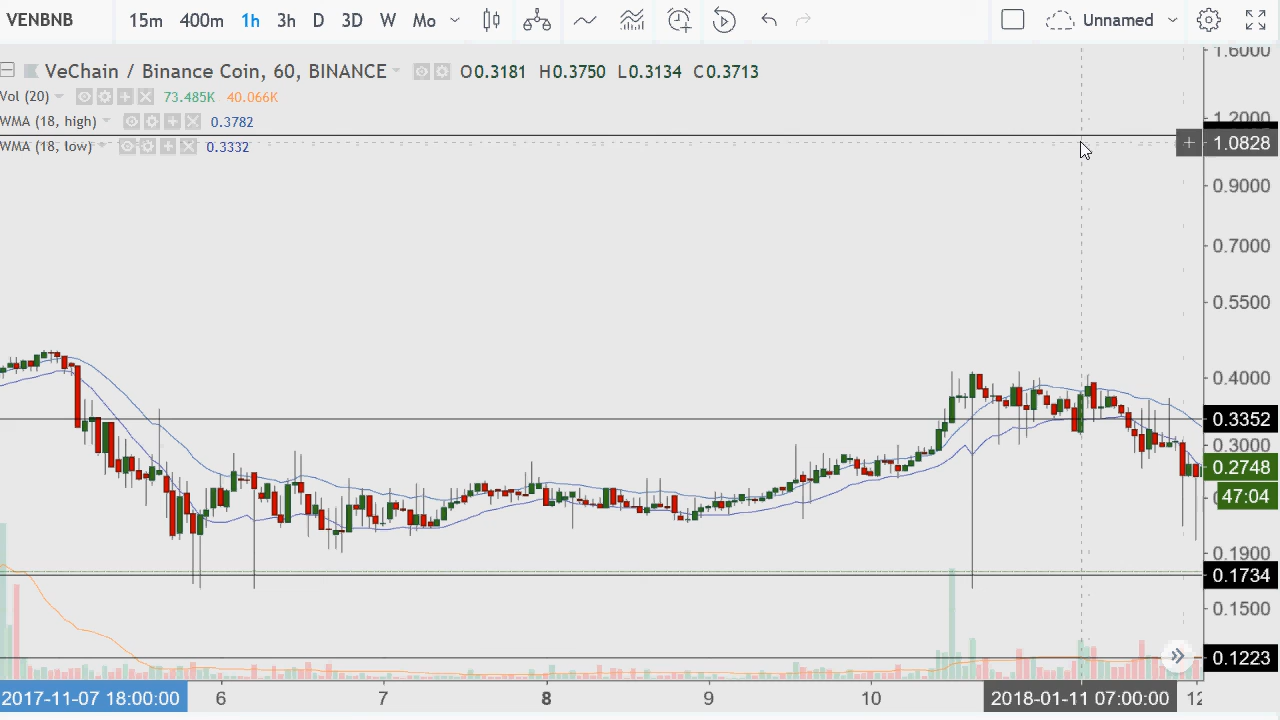 VENBNB 15m 400m 1h 3h D 3D W Mo Unnamed
VeChain / Binance Coin, 60, BINANCE O0.3181 H0.3750 L0.3134 C0.3713
Vol (20) 73.485K 40.066K
WMA (18, high) 0.3782
WMA (18, low) 0.3332
1.6000
1.2000
1.0828
0.9000
0.7000
0.5500
0.4000
0.3352
0.3000
0.2748
47:04
0.1900
0.1734
0.1500
0.1223
2017-11-07 18:00:00 6 7 8 9 10 2018-01-11 07:00:00 12